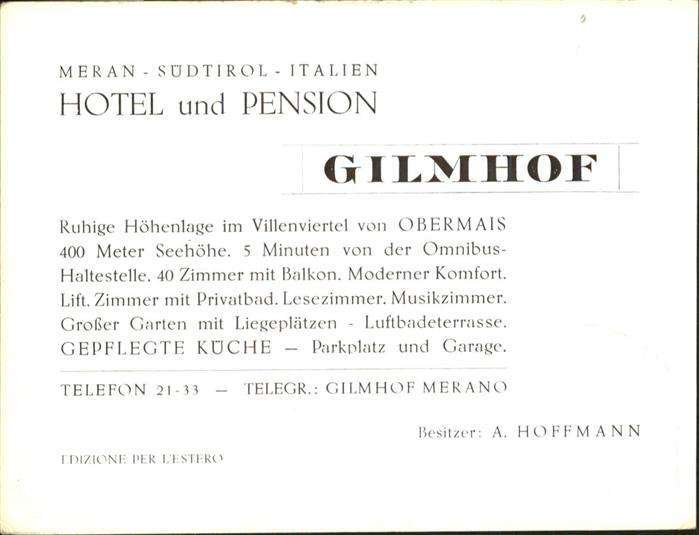 MERAN - SÜDTIROL - ITALIEN
HOTEL und PENSION
GILMHOF
Ruhige Höhenlage im Villenviertel von OBERMAIS
400 Meter Seehöhe. 5 Minuten von der Omnibus-
Haltestelle. 40 Zimmer mit Balkon. Moderner Komfort.
Lift. Zimmer mit Privatbad. Lesezimmer. Musikzimmer.
Großer Garten mit Liegeplätzen - Luftbadeterrasse.
GEPFLEGTE KÜCHE — Parkplatz und Garage.
TELEFON 21-33 — TELEGR.: GILMHOF MERANO
Besitzer: A. HOFFMANN
EDIZIONE PER L'ESTERO